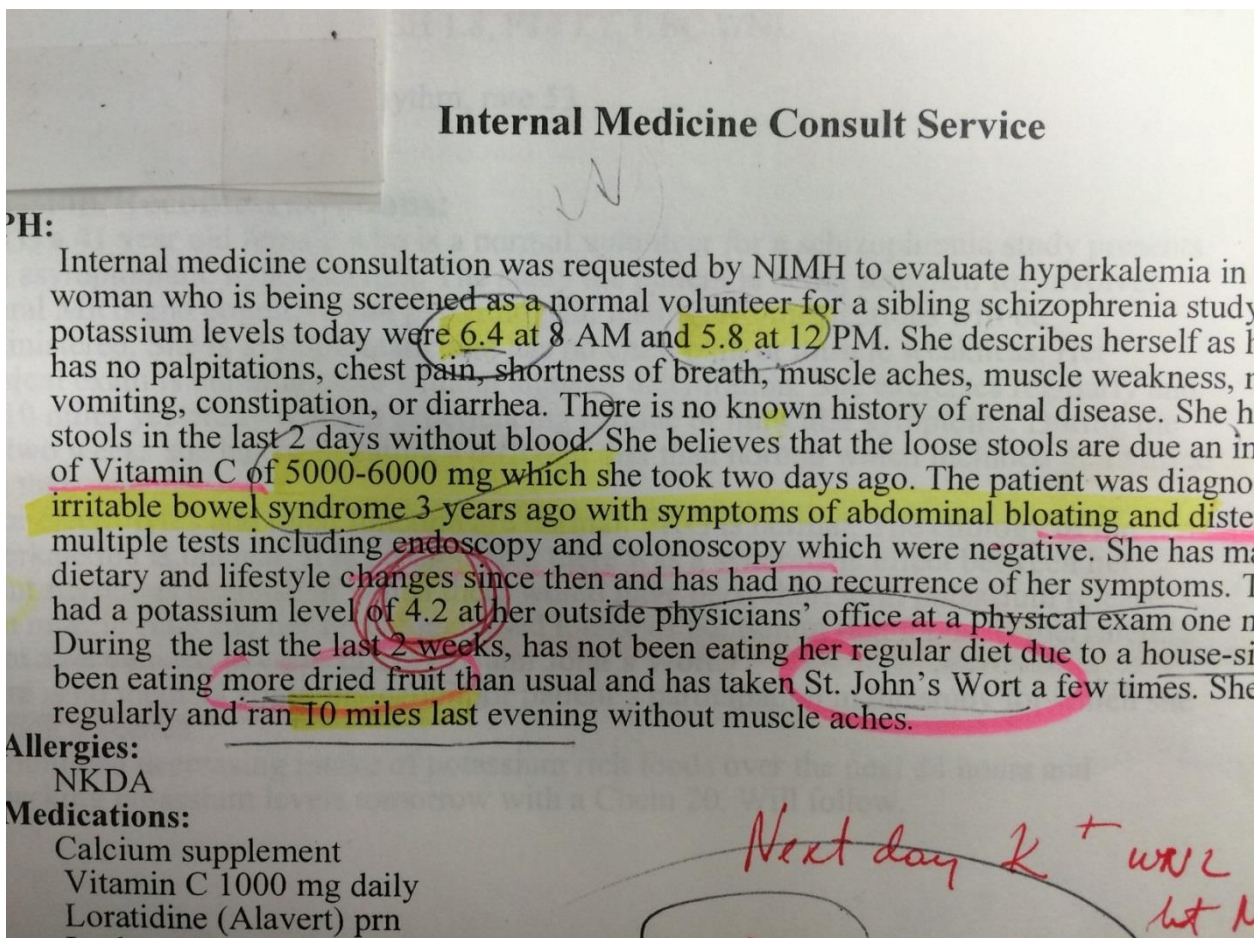 Internal Medicine Consult Service
PH:
Internal medicine consultation was requested by NIMH to evaluate hyperkalemia in
woman who is being screened as a normal volunteer for a sibling schizophrenia study
potassium levels today were 6.4 at 8 AM and 5.8 at 12 PM. She describes herself as
has no palpitations, chest pain, shortness of breath, muscle aches, muscle weakness,
vomiting, constipation, or diarrhea. There is no known history of renal disease. She
stools in the last 2 days without blood. She believes that the loose stools are due an
of Vitamin C of 5000-6000 mg which she took two days ago. The patient was
irritable bowel syndrome 3 years ago with symptoms of abdominal bloating and
multiple tests including endoscopy and colonoscopy which were negative. She has
dietary and lifestyle changes since then and has had no recurrence of her symptoms.
had a potassium level of 4.2 at her outside physicians' office at a physical exam one
During the last the last 2 weeks, has not been eating her regular diet due to a
been eating more dried fruit than usual and has taken St. John's Wort a few times. She
regularly and ran 10 miles last evening without muscle aches.
Allergies:
NKDA
Medications:
Calcium supplement
Vitamin C 1000 mg daily
Loratidine (Alavert) prn
Next day K+ WNL